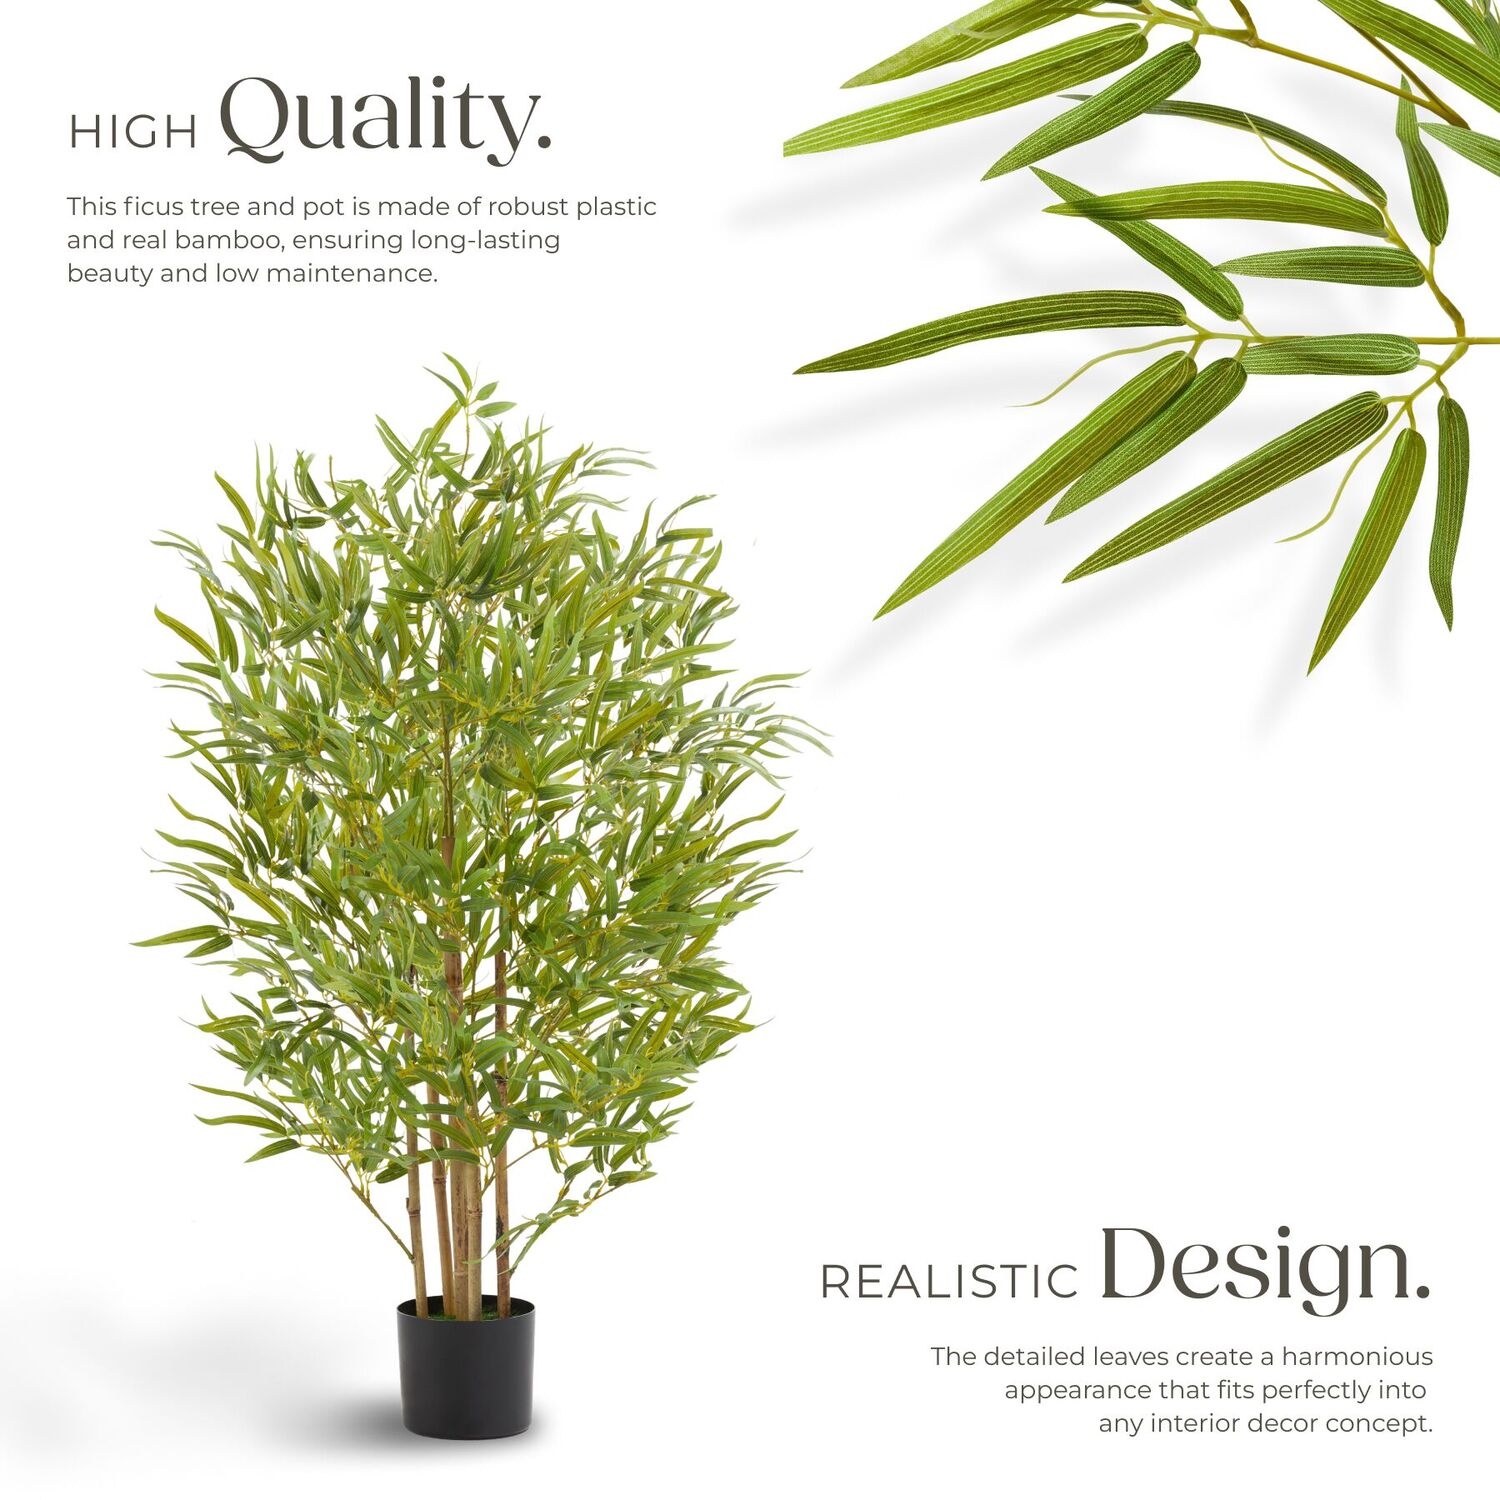 HIGH Quality.
This ficus tree and pot is made of robust plastic
and real bamboo, ensuring long-lasting
beauty and low maintenance.
REALISTIC Design.
The detailed leaves create a harmonious
appearance that fits perfectly into
any interior decor concept.